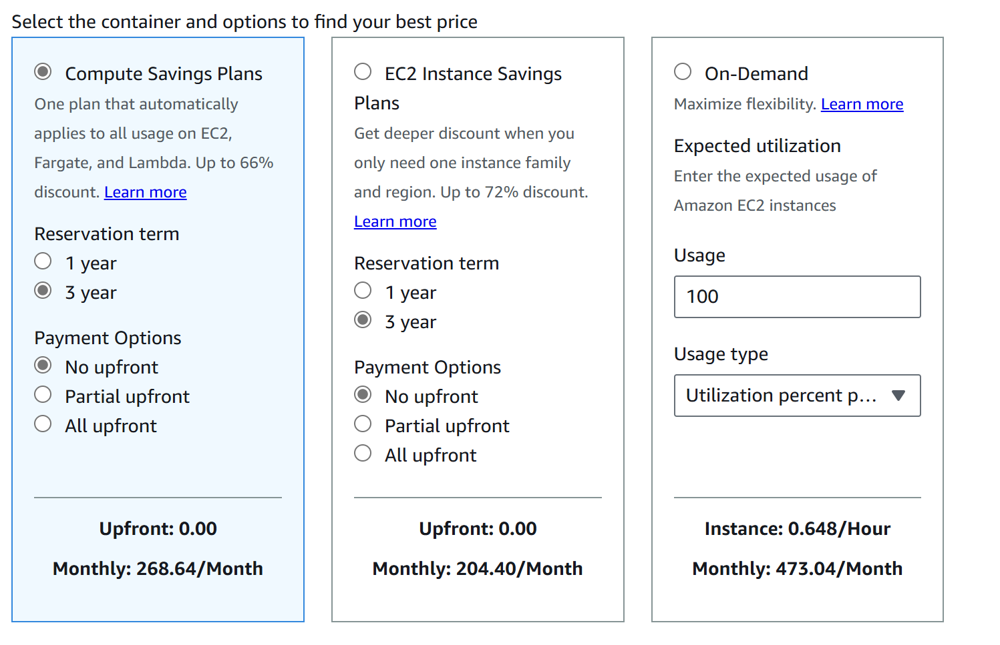 Select the container and options to find your best price
Compute Savings Plans
One plan that automatically
applies to all usage on EC2,
Fargate, and Lambda. Up to 66%
discount. Learn more
Reservation term
1 year
3 year
Payment Options
No upfront
Partial upfront
All upfront
Upfront: 0.00
Monthly: 268.64/Month
EC2 Instance Savings
Plans
Get deeper discount when you
only need one instance family
and region. Up to 72% discount.
Learn more
Reservation term
1 year
3 year
Payment Options
No upfront
Partial upfront
All upfront
Upfront: 0.00
Monthly: 204.40/Month
On-Demand
Maximize flexibility. Learn more
Expected utilization
Enter the expected usage of
Amazon EC2 instances
Usage
100
Usage type
Utilization percent p...
Instance: 0.648/Hour
Monthly: 473.04/Month